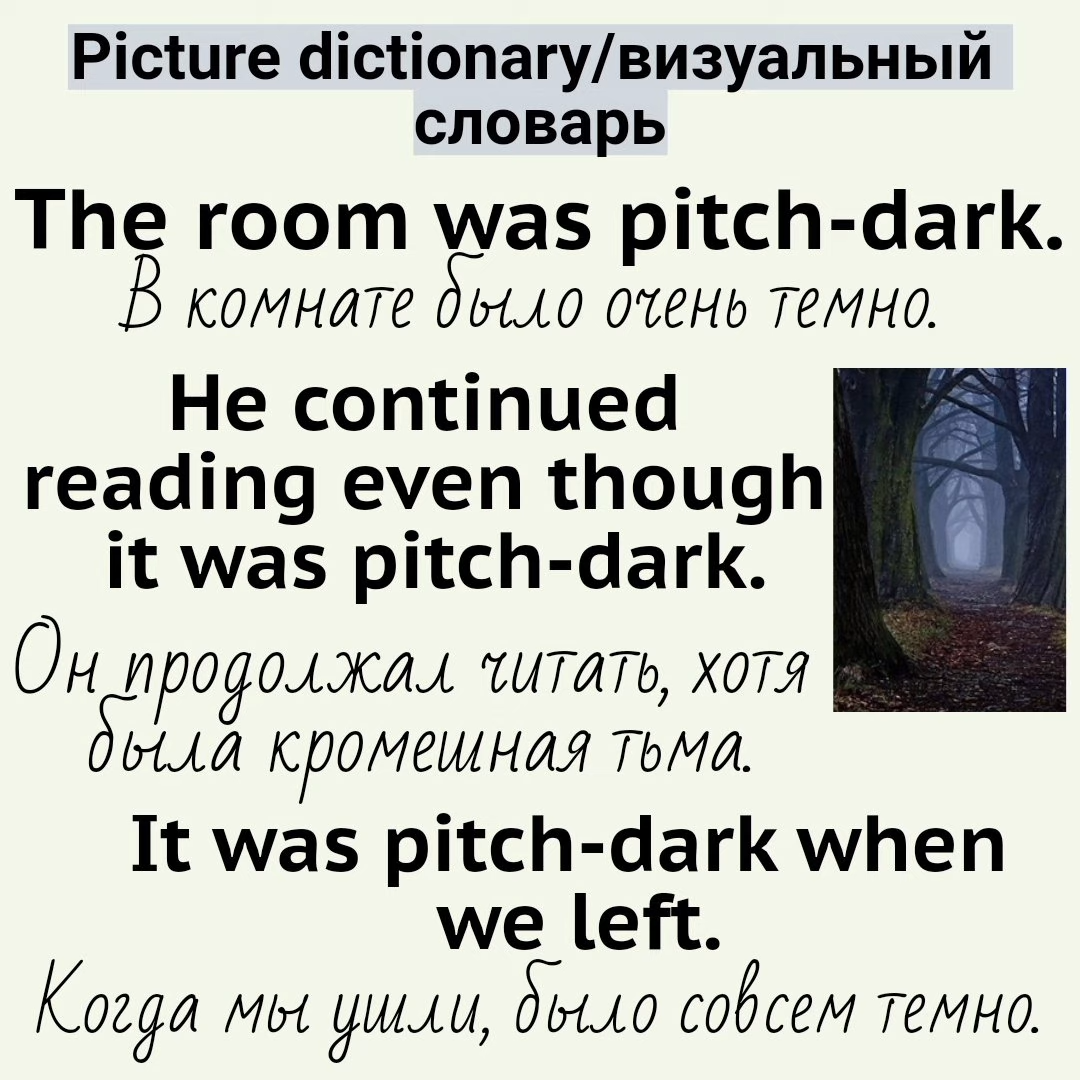 Picture dictionary/визуальный
словарь
The room was pitch-dark.
В комнате было очень темно.
He continued
reading even though
it was pitch-dark.
Он продолжал читать, хотя
была кромешная тьма.
It was pitch-dark when
we left.
Когда мы ушли, было совсем темно.